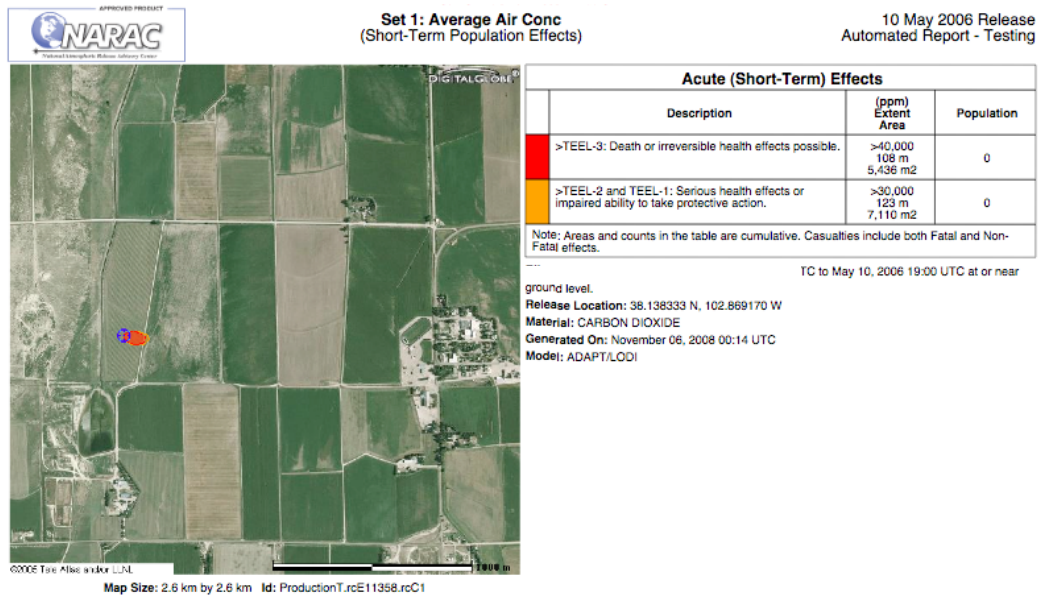 APPROVED PRODUCT
NARAC
National Atmospheric Release Advisory Center
Set 1: Average Air Conc
(Short-Term Population Effects)
10 May 2006 Release
Automated Report - Testing
DIGITALGLOBE
Acute (Short-Term) Effects
Description
(ppm)
Extent
Area
Population
>TEEL-3: Death or irreversible health effects possible.
>40,000
108 m
5,436 m2
0
>TEEL-2 and TEEL-1: Serious health effects or
impaired ability to take protective action.
>30,000
123 m
7,110 m2
0
Note: Areas and counts in the table are cumulative. Casualties include both Fatal and Non-
Fatal effects.
TC to May 10, 2006 19:00 UTC at or near
ground level.
Release Location: 38.138333 N, 102.869170 W
Material: CARBON DIOXIDE
Generated On: November 06, 2008 00:14 UTC
Model: ADAPT/LODI
©2005 Tele Atlas and/or LLNL
1000 m
Map Size: 2.6 km by 2.6 km Id: ProductionT.rcE11358.rcC1